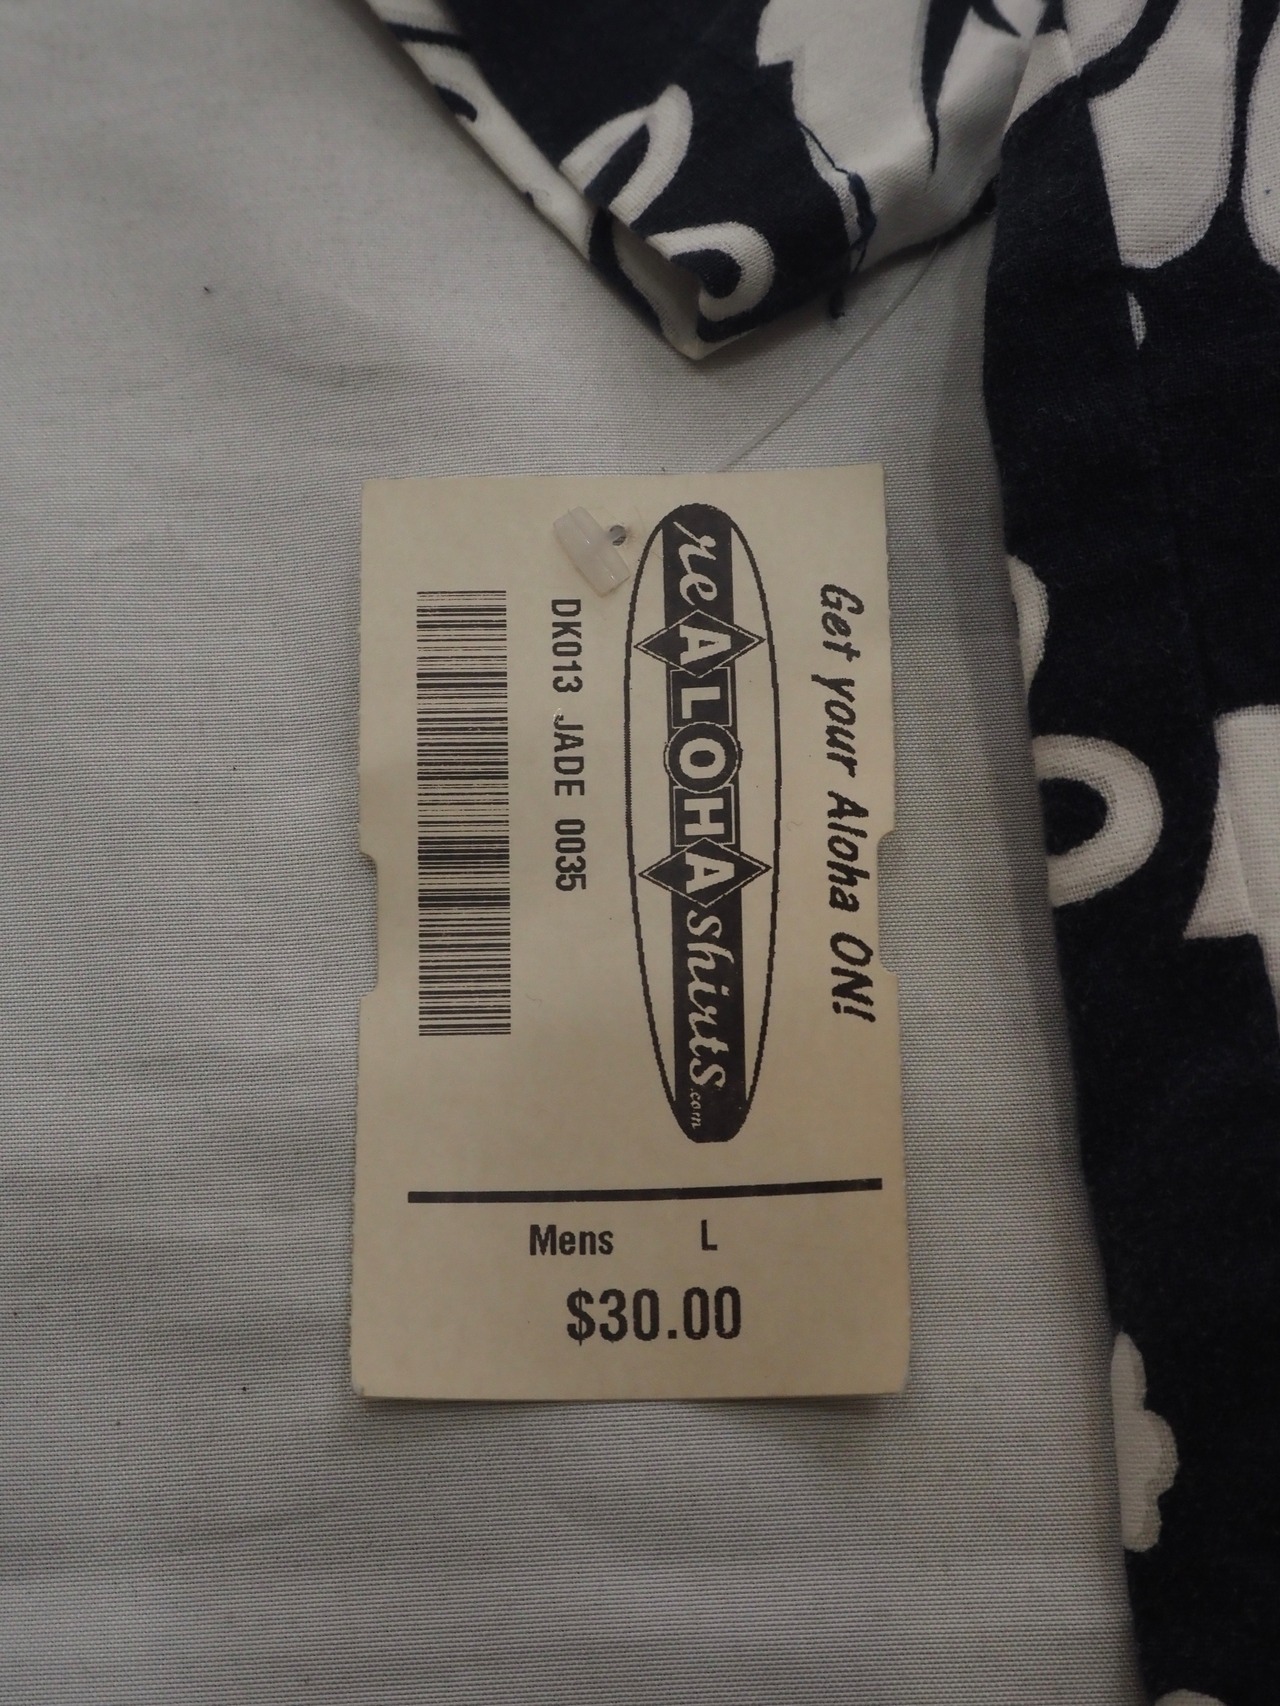 Get your Aloha ON!
reALOHAshirts.com
DK013 JADE 0035
Mens L
$30.00